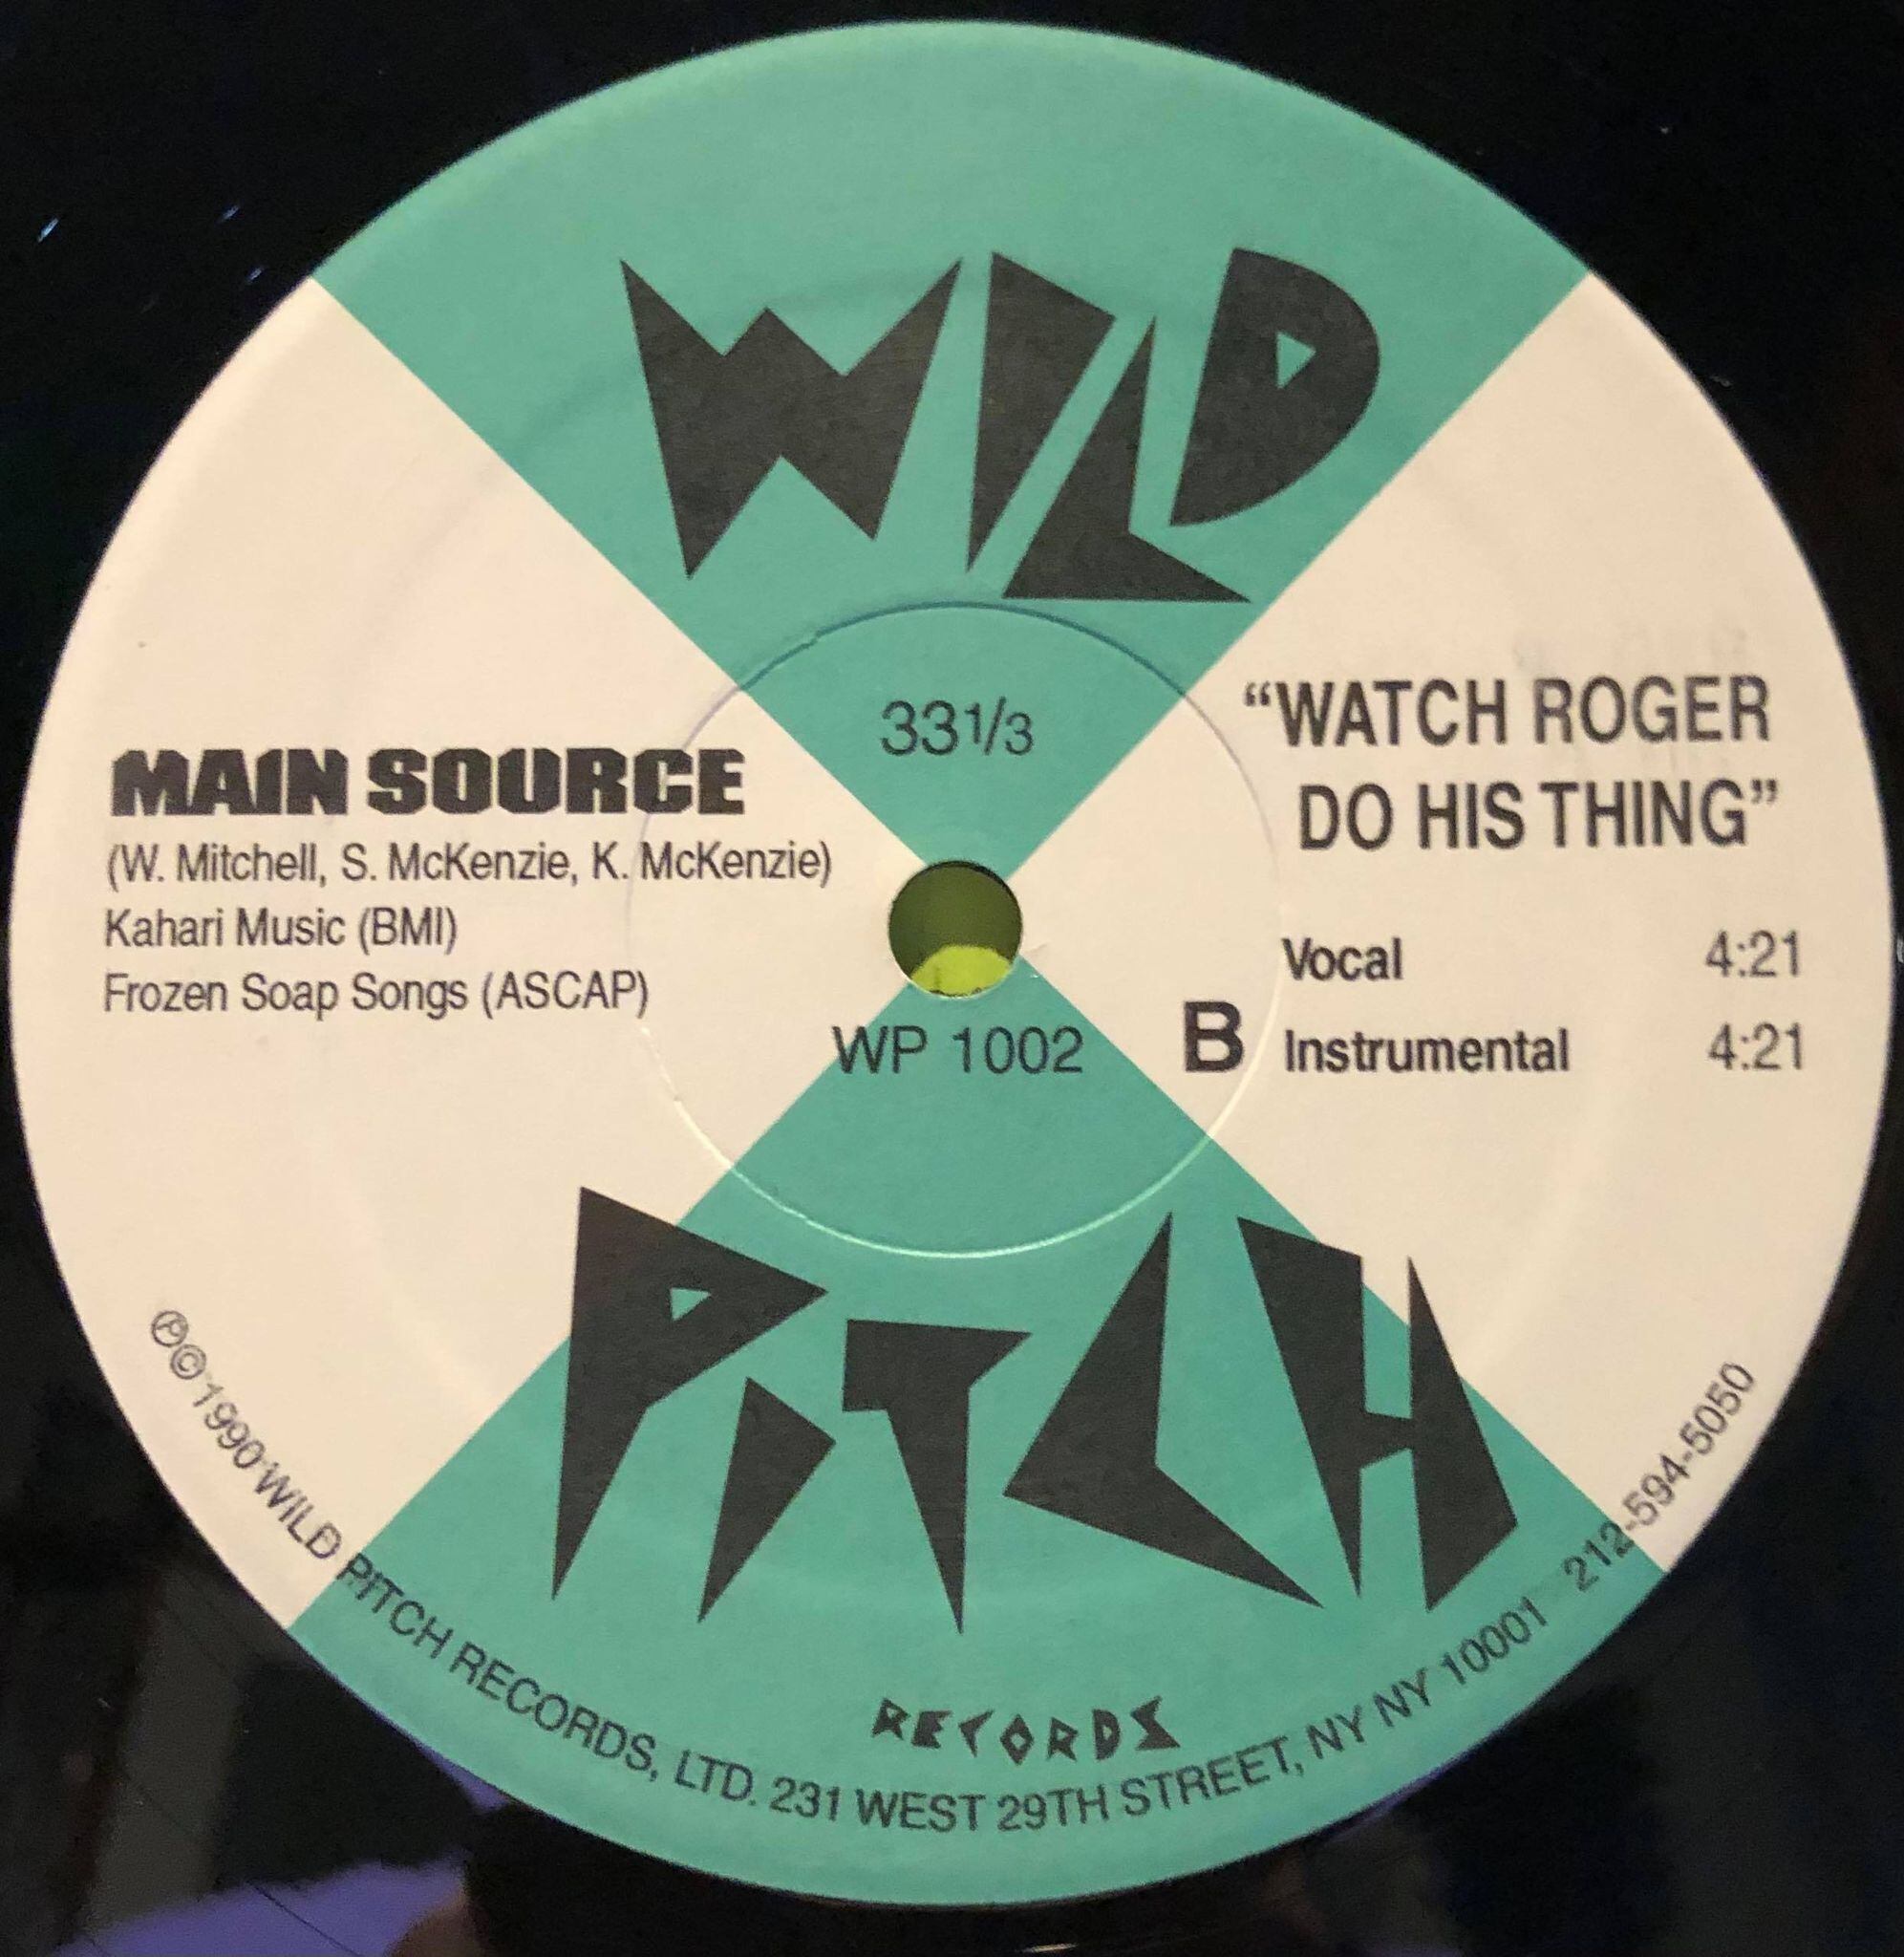 WILD
33 1/3
MAIN SOURCE
(W. Mitchell, S. McKenzie, K. McKenzie)
Kahari Music (BMI)
Frozen Soap Songs (ASCAP)
“WATCH ROGER
DO HIS THING”
Vocal 4:21
B Instrumental 4:21
WP 1002
PiTCH
RECORDS
℗©1990 WILD PITCH RECORDS, LTD. 231 WEST 29TH STREET, NY NY 10001 212-594-5050